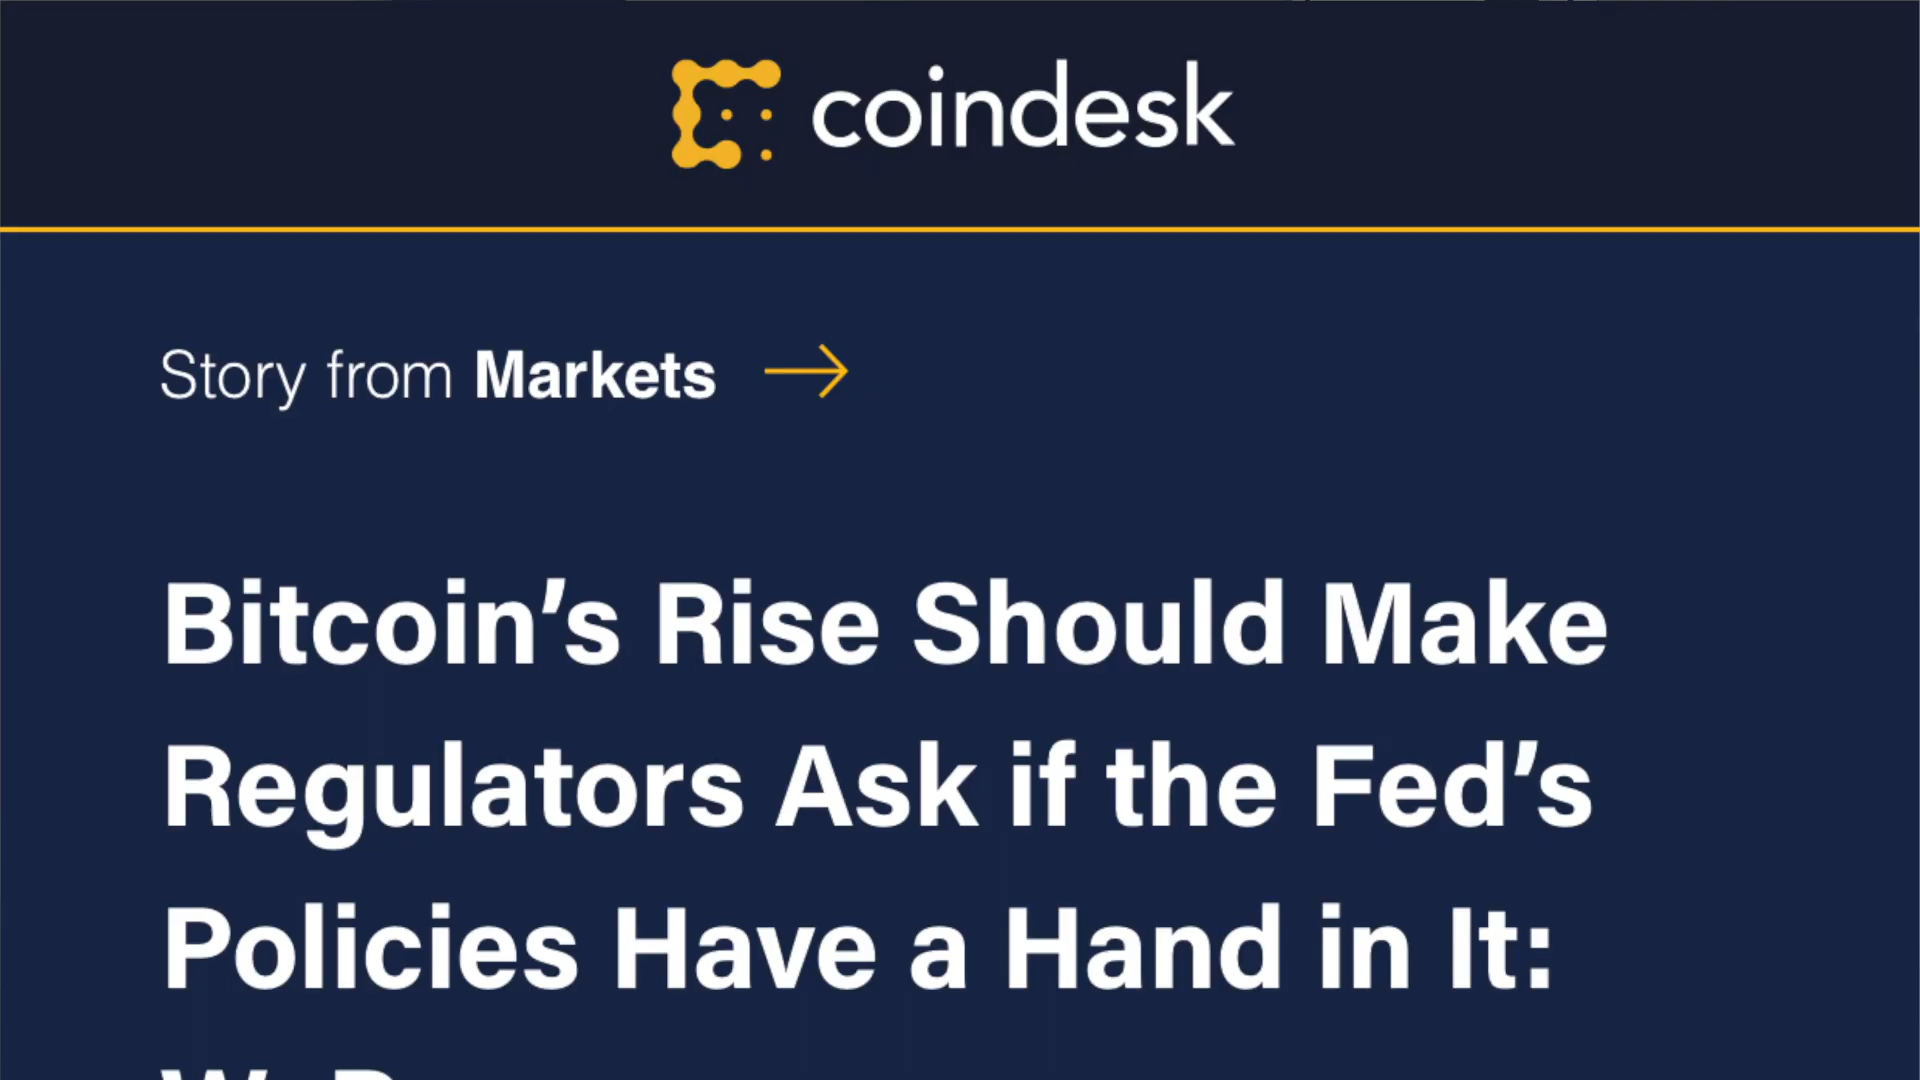 coindesk
Story from Markets
Bitcoin’s Rise Should Make
Regulators Ask if the Fed’s
Policies Have a Hand in It: